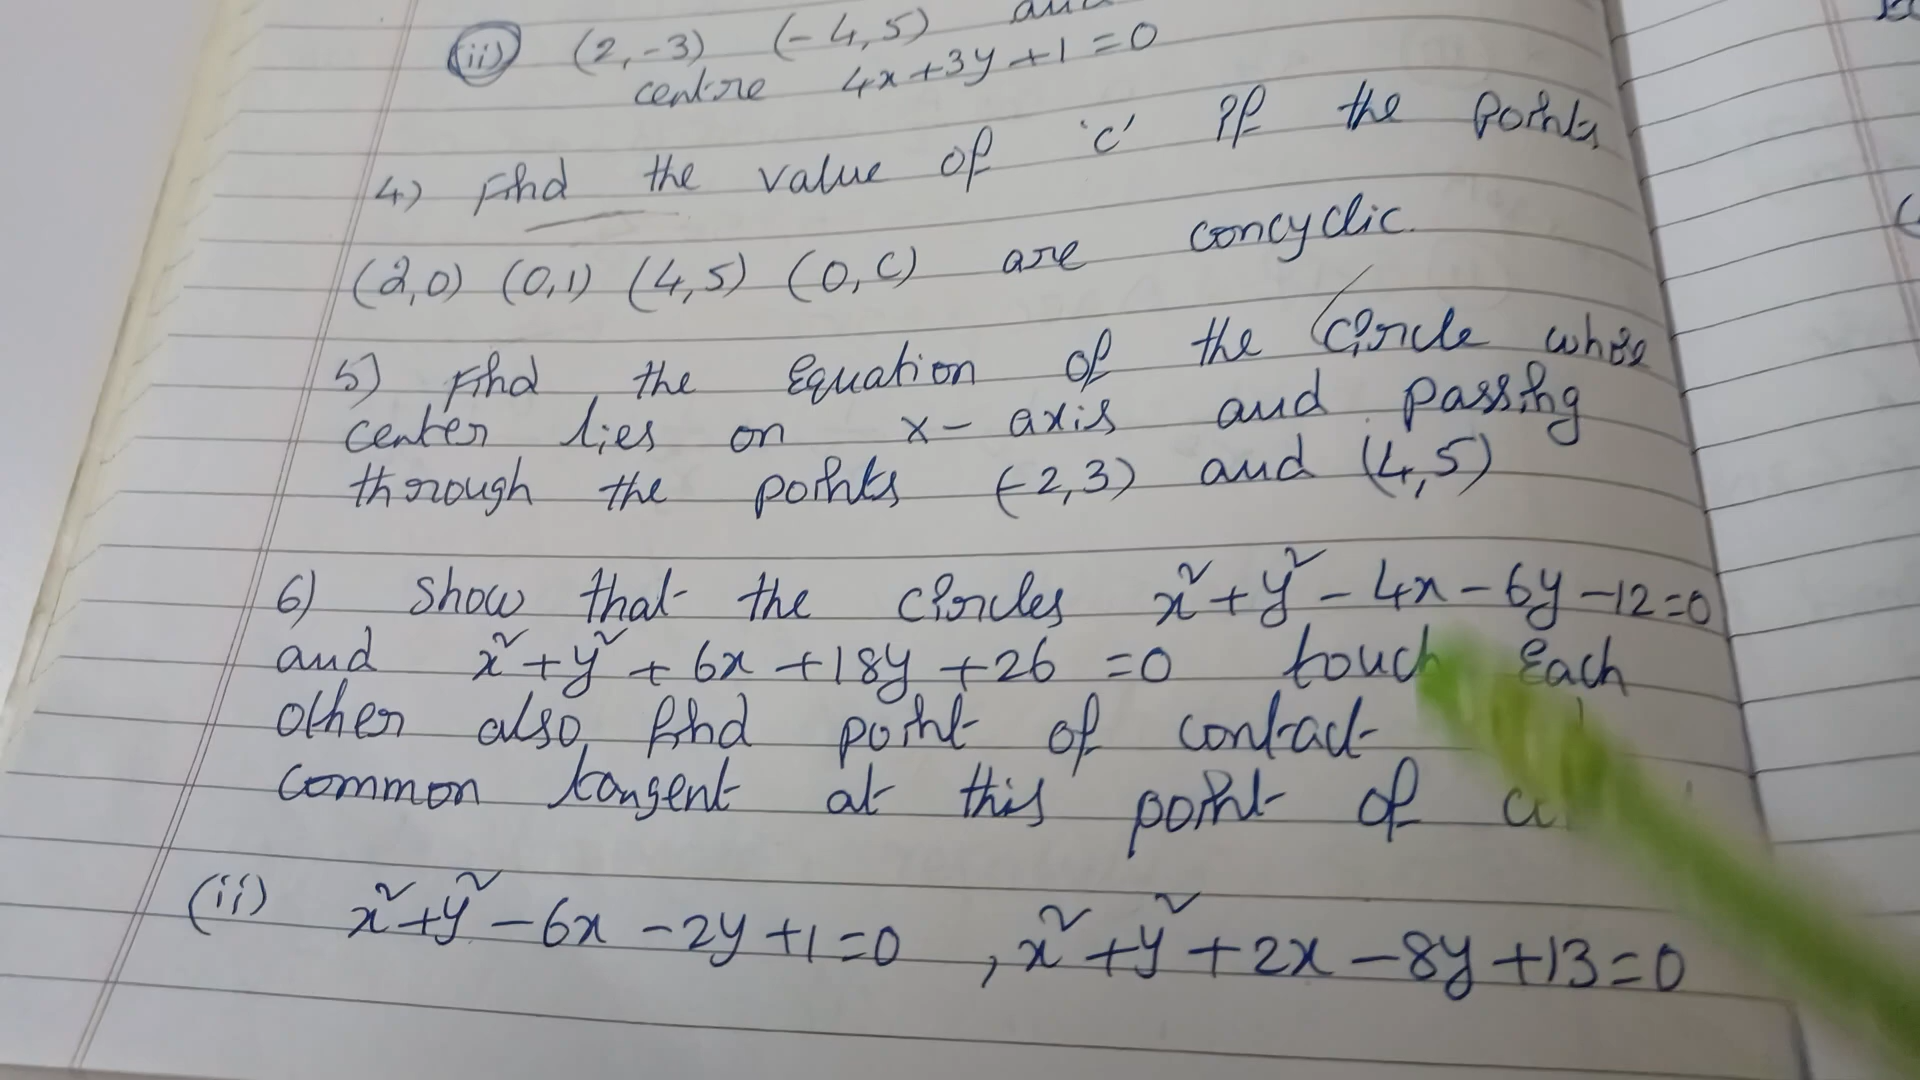 (ii) (2,-3) (-4,5) and
centre 4x+3y+1=0
4) Find the value of 'c' if the points
(2,0) (0,1) (4,5) (0,c) are concyclic.
5) Find the Equation of the circle whose
center lies on x-axis and passing
through the points (-2,3) and (4,5)
6) Show that the circles x²+y²-4x-6y-12=0
and x²+y²+6x+18y+26=0 touch Each
other also, find point of contact
common tangent at this point of
(ii) x²+y²-6x-2y+1=0 , x²+y²+2x-8y+13=0